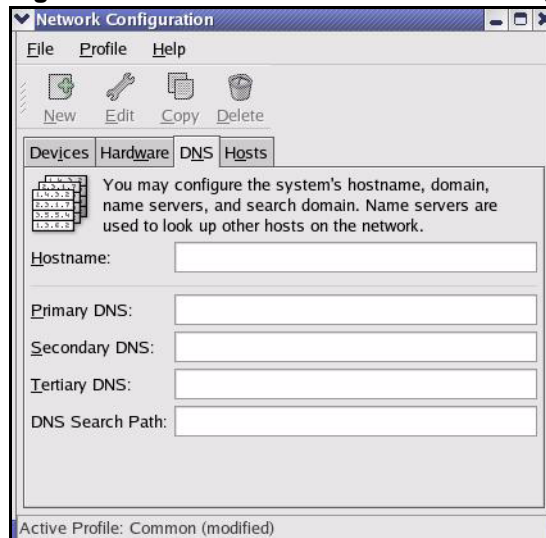 Network Configuration
File Profile Help
New Edit Copy Delete
Devices Hardware DNS Hosts
You may configure the system's hostname, domain,
name servers, and search domain. Name servers are
used to look up other hosts on the network.
Hostname:
Primary DNS:
Secondary DNS:
Tertiary DNS:
DNS Search Path:
Active Profile: Common (modified)